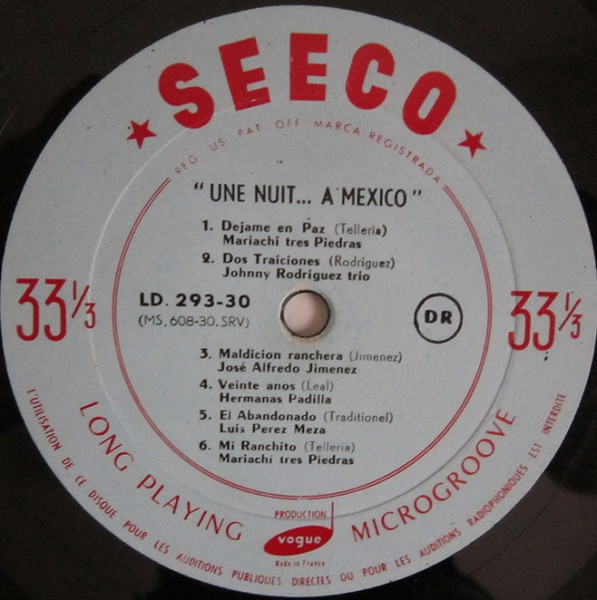 SEECO
REG US PAT OFF MARCA REGISTRADA
"UNE NUIT... A MEXICO"
1. Dejame en Paz (Telleria)
Mariachi tres Piedras
2. Dos Traiciones (Rodriguez)
Johnny Rodriguez trio
LD. 293-30
(MS, 608-30. SRV)
DR
33 1/3
33 1/3
3. Maldicion ranchera (Jimenez)
José Alfredo Jimenez
4. Veinte anos (Leal)
Hermanas Padilla
5. El Abandonado (Traditionel)
Luis Perez Meza
6. Mi Ranchito (Telleria)
Mariachi tres Piedras
LONG PLAYING MICROGROOVE
PRODUCTION
vogue
Made in France
L'UTILISATION DE CE DISQUE POUR LES AUDITIONS PUBLIQUES DIRECTES OU POUR LES AUDITIONS RADIOPHONIQUES EST INTERDITE